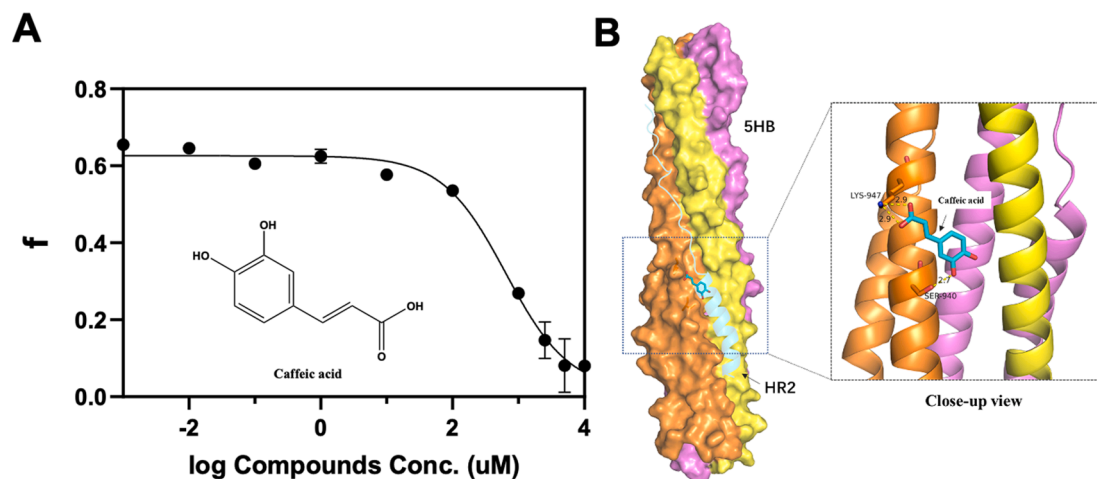 A
0.8
0.6
0.4
0.2
0.0
f
-2
0
2
4
log Compounds Conc. (uM)
OH
HO
OH
O
Caffeic acid
B
5HB
HR2
LYS-947
2.9
2.9
Caffeic acid
2.7
SER-940
Close-up view